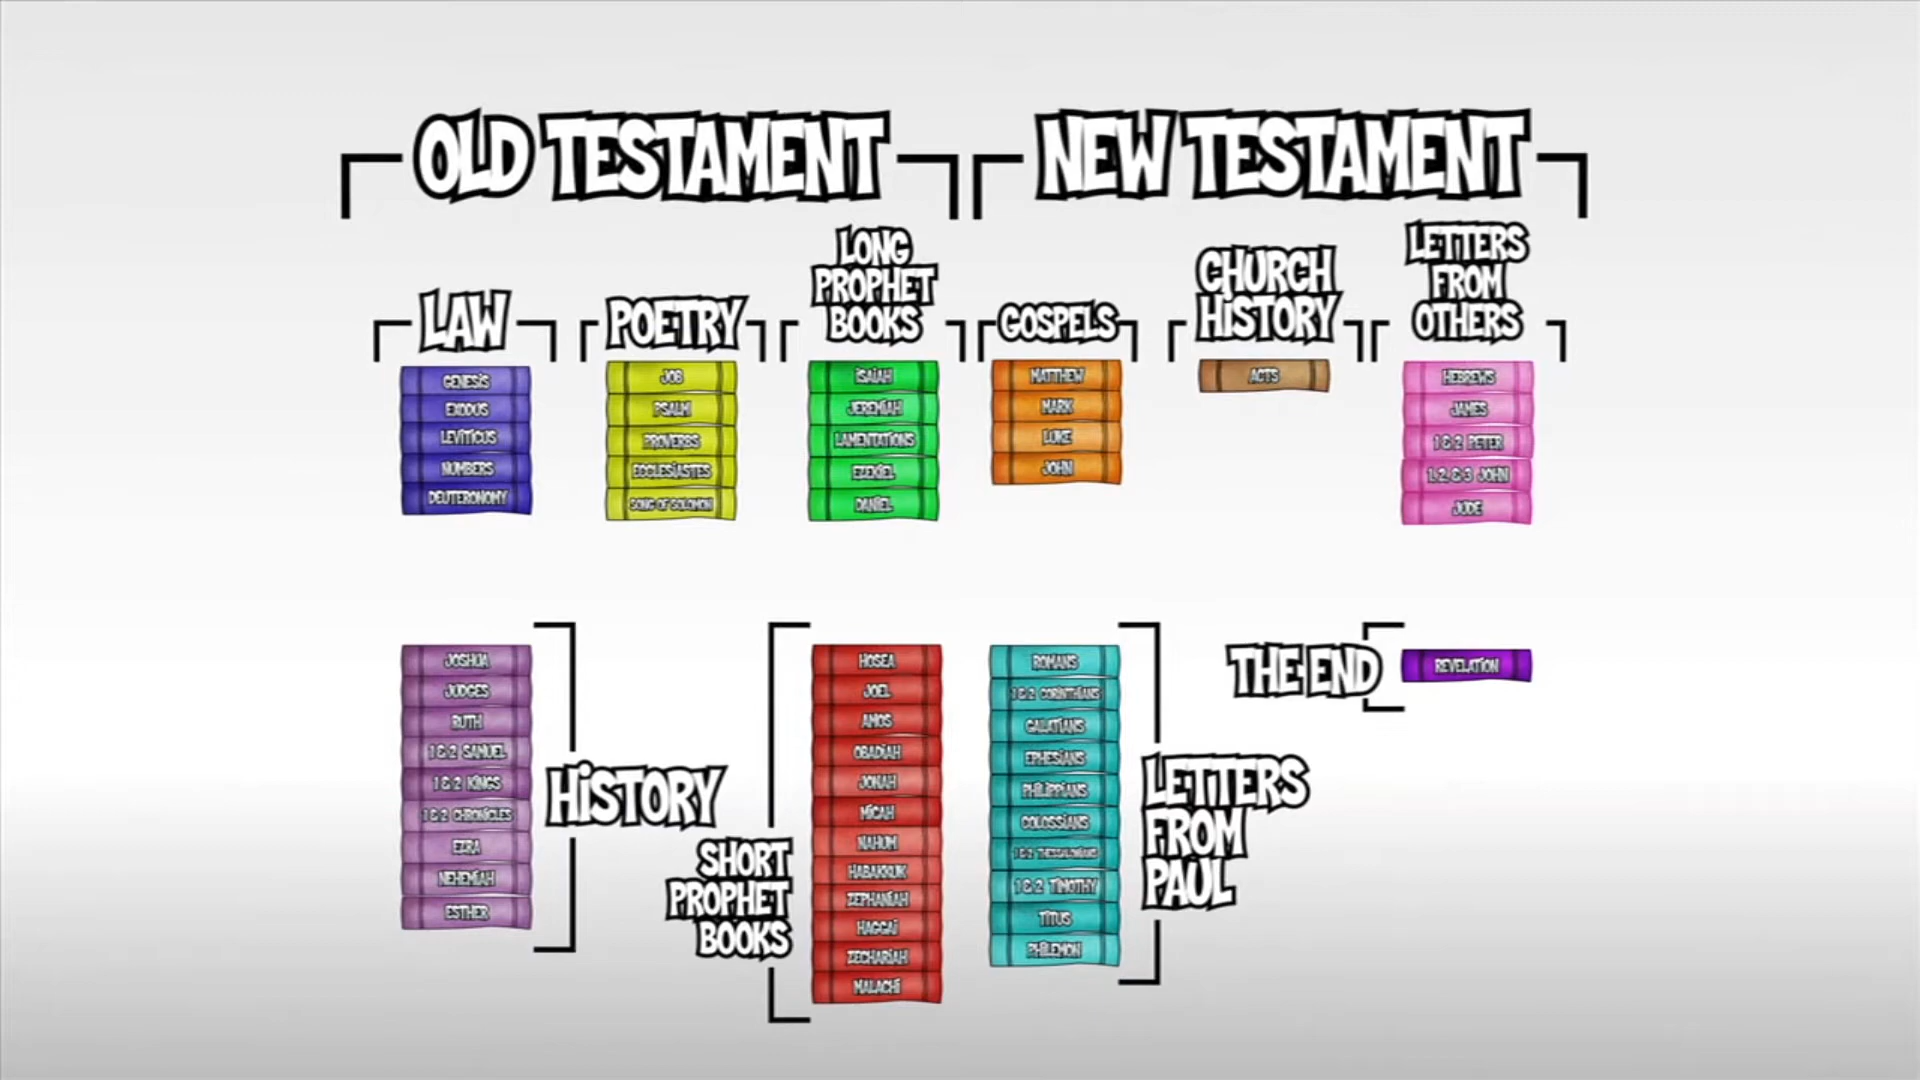 OLD TESTAMENT
NEW TESTAMENT
LAW
GENESIS
EXODUS
LEVITICUS
NUMBERS
DEUTERONOMY
POETRY
JOB
PSALM
PROVERBS
ECCLESIASTES
SONG OF SOLOMON
LONG
PROPHET
BOOKS
ISAIAH
JEREMIAH
LAMENTATIONS
EZEKIEL
DANIEL
GOSPELS
MATTHEW
MARK
LUKE
JOHN
CHURCH
HISTORY
ACTS
LETTERS
FROM
OTHERS
HEBREWS
JAMES
1 & 2 PETER
1, 2, & 3 JOHN
JUDE
HISTORY
JOSHUA
JUDGES
RUTH
1 & 2 SAMUEL
1 & 2 KINGS
1 & 2 CHRONICLES
EZRA
NEHEMIAH
ESTHER
SHORT
PROPHET
BOOKS
HOSEA
JOEL
AMOS
OBADIAH
JONAH
MICAH
NAHUM
HABAKKUK
ZEPHANIAH
HAGGAI
ZECHARIAH
MALACHI
LETTERS
FROM
PAUL
ROMANS
1 & 2 CORINTHIANS
GALATIANS
EPHESIANS
PHILIPPIANS
COLOSSIANS
1 & 2 THESSALONIANS
1 & 2 TIMOTHY
TITUS
PHILEMON
THE END
REVELATION